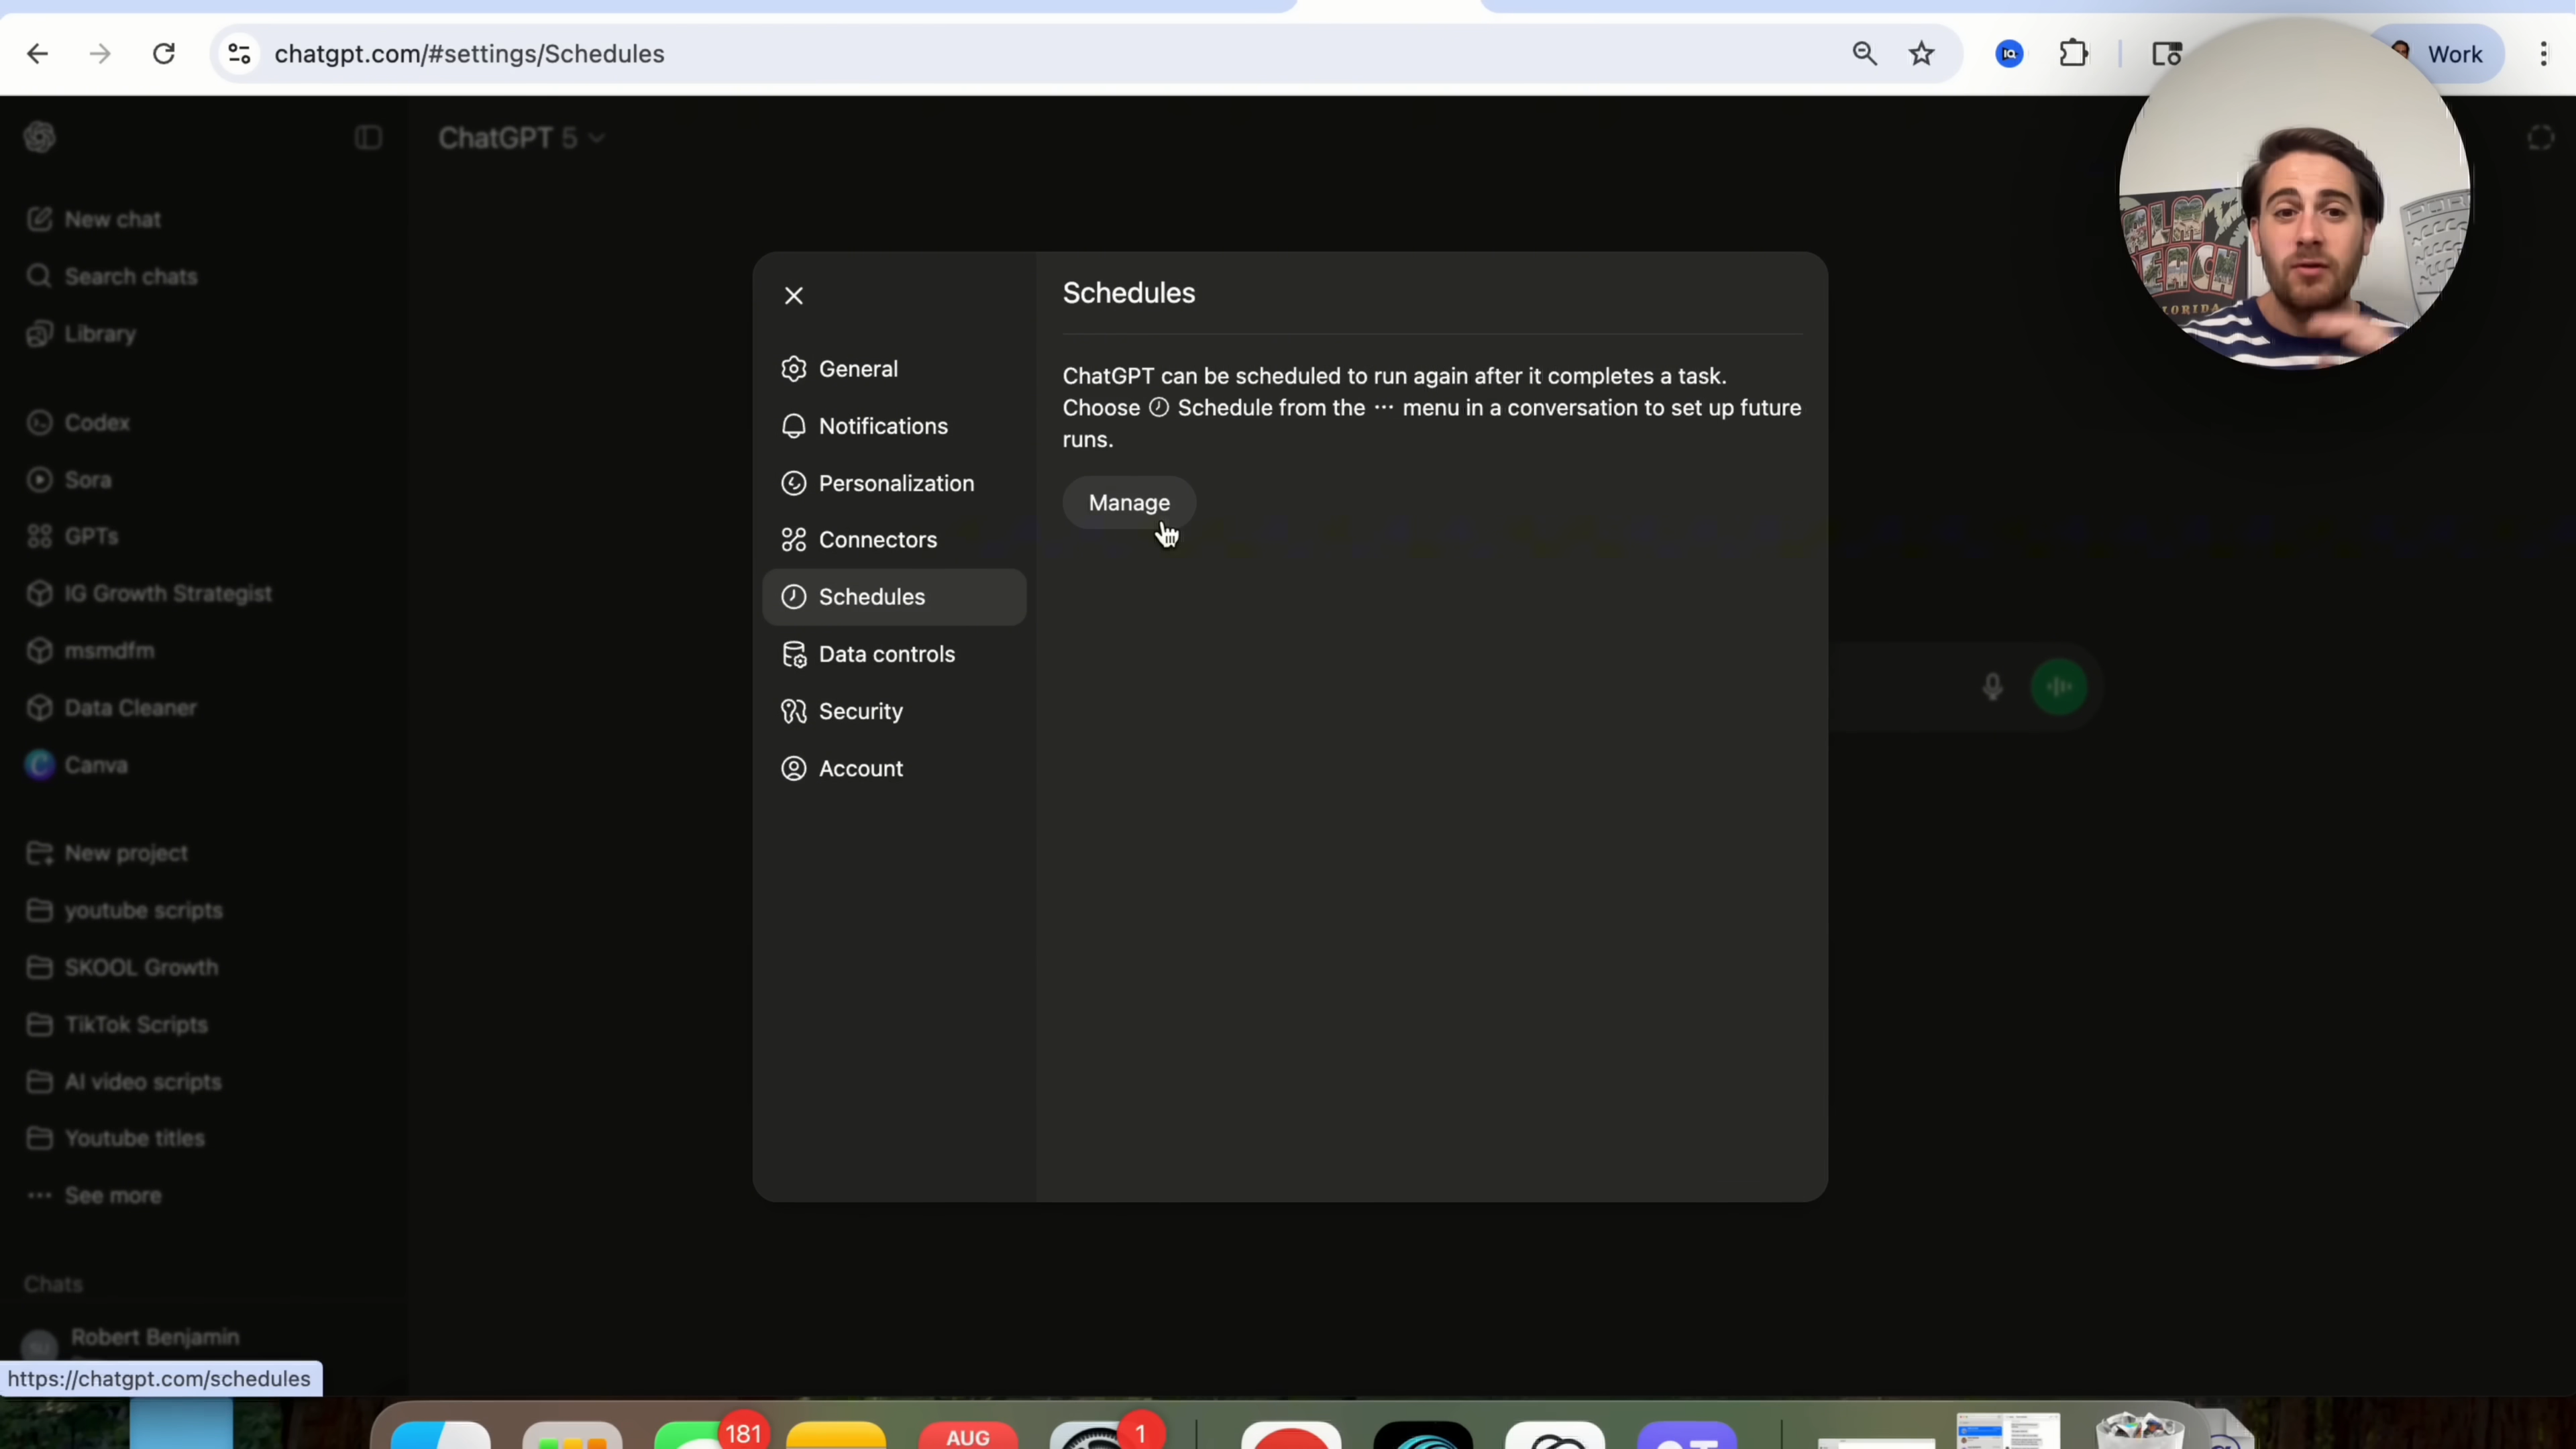 chatgpt.com/#settings/Schedules
Work
ChatGPT 5
New chat
Search chats
Library
Codex
Sora
GPTs
IG Growth Strategist
msmdfm
Data Cleaner
Canva
New project
youtube scripts
SKOOL Growth
TikTok Scripts
AI video scripts
Youtube titles
See more
Chats
Robert Benjamin
https://chatgpt.com/schedules
General
Notifications
Personalization
Connectors
Schedules
Data controls
Security
Account
Schedules
ChatGPT can be scheduled to run again after it completes a task.
Choose Schedule from the ··· menu in a conversation to set up future
runs.
Manage
181
AUG
1